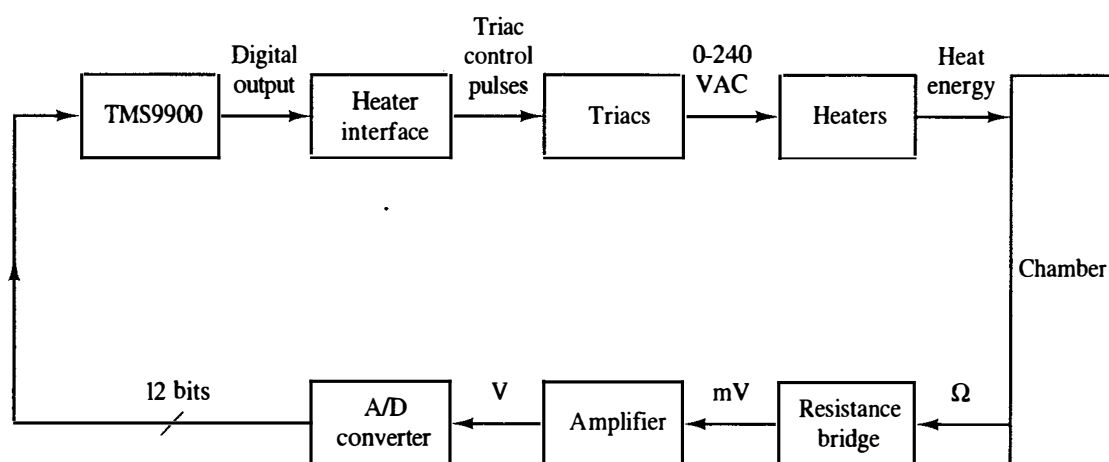 Digital
output
Triac
control
pulses
0-240
VAC
Heat
energy
TMS9900
Heater
interface
Triacs
Heaters
Chamber
12 bits
A/D
converter
V
Amplifier
mV
Resistance
bridge
Ω